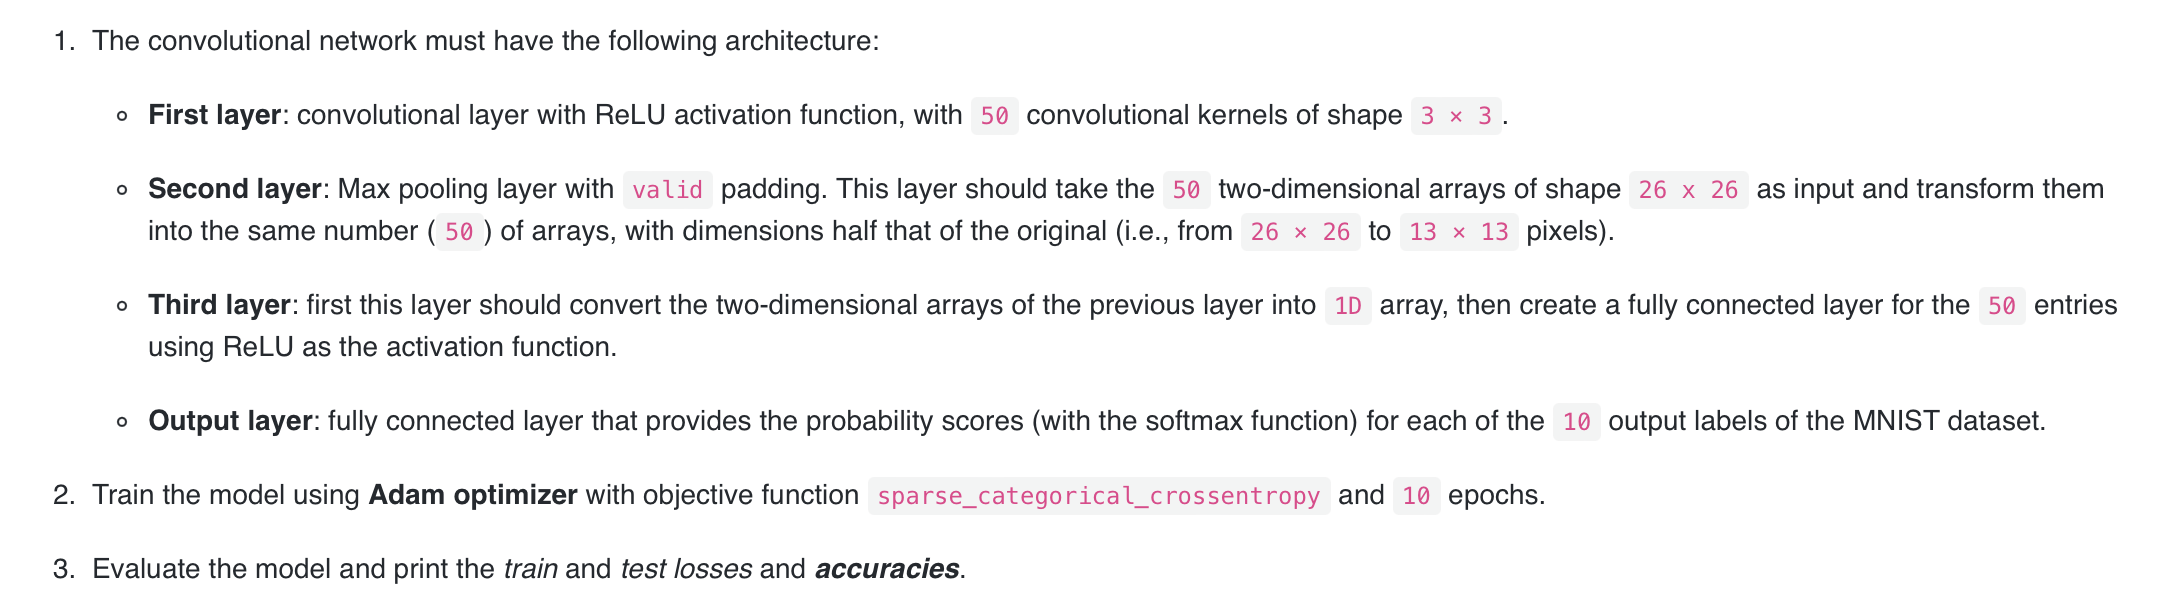 1. The convolutional network must have the following architecture:
First layer: convolutional layer with ReLU activation function, with 50 convolutional kernels of shape 3 × 3.
Second layer: Max pooling layer with valid padding. This layer should take the 50 two-dimensional arrays of shape 26 x 26 as input and transform them
into the same number (50) of arrays, with dimensions half that of the original (i.e., from 26 × 26 to 13 × 13 pixels).
Third layer: first this layer should convert the two-dimensional arrays of the previous layer into 1D array, then create a fully connected layer for the 50 entries
using ReLU as the activation function.
Output layer: fully connected layer that provides the probability scores (with the softmax function) for each of the 10 output labels of the MNIST dataset.
2. Train the model using Adam optimizer with objective function sparse_categorical_crossentropy and 10 epochs.
3. Evaluate the model and print the train and test losses and accuracies.